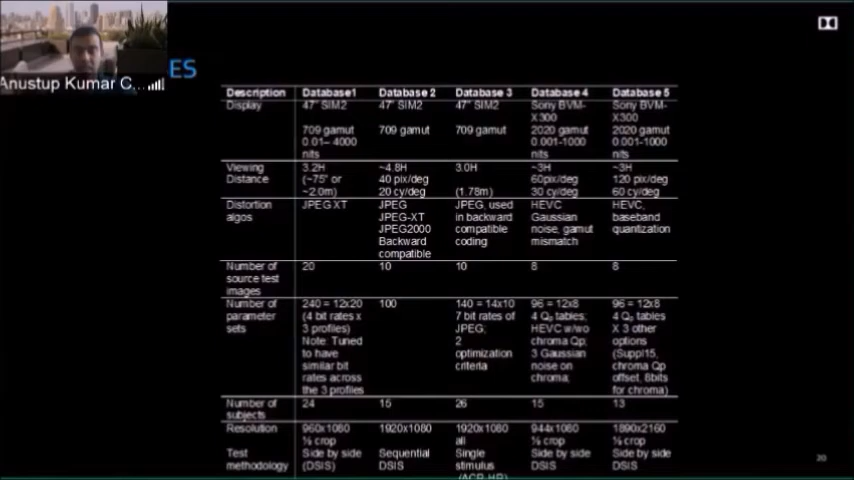 ES
Anustup Kumar C...
Description Database1 Database 2 Database 3 Database 4 Database 5
Display 47" SIM2 47" SIM2 47" SIM2 Sony BVM- Sony BVM-
X300 X300
709 gamut 709 gamut 709 gamut 2020 gamut 2020 gamut
0.01– 4000 0.001-1000 0.001-1000
nits nits nits
Viewing 3.2H ~4.8H 3.0H ~3H ~3H
Distance (~75" or 40 pix/deg 60pix/deg 120 pix/deg
~2.0m) 20 cy/deg (1.78m) 30 cy/deg 60 cy/deg
Distortion JPEG XT JPEG JPEG, used HEVC HEVC,
algos JPEG-XT in backward Gaussian baseband
JPEG2000 compatible noise, gamut quantization
Backward coding mismatch
compatible
Number of 20 10 10 8 8
source test
images
Number of 240 = 12x20 100 140 = 14x10 96 = 12x8 96 = 12x8
parameter (4 bit rates x 7 bit rates of 4 Qp tables; 4 Qp tables
sets 3 profiles) JPEG; HEVC w/wo X 3 other
Note: Tuned 2 chroma Qp; options
to have optimization 3 Gaussian (Suppl15,
similar bit criteria noise on chroma Qp
rates across chroma; offset, 8bits
the 3 profiles for chroma)
Number of 24 15 26 15 13
subjects
Resolution 960x1080 1920x1080 1920x1080 944x1080 1890x2160
½ crop all ½ crop ½ crop
Test Side by side Sequential Single Side by side Side by side
methodology (DSIS) DSIS stimulus DSIS DSIS
(ACR-HR)
20